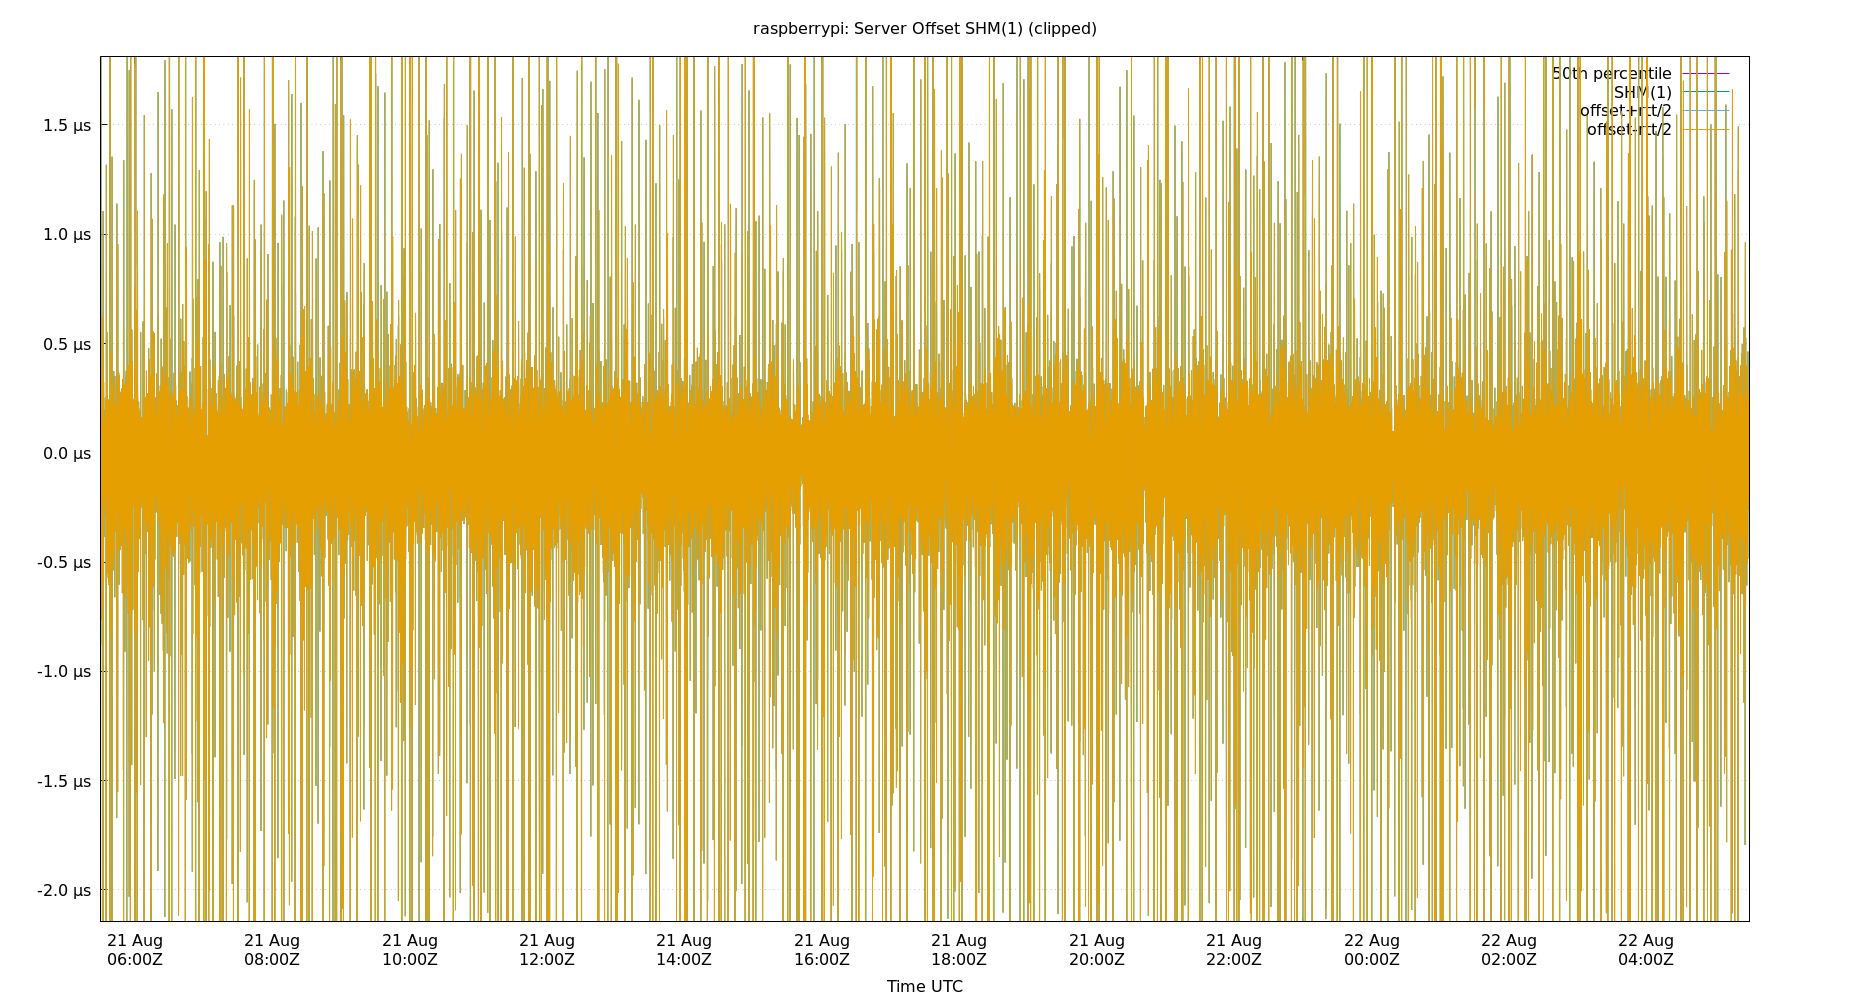 raspberrypi: Server Offset SHM(1) (clipped)
50th percentile
SHM(1)
offset+rtt/2
offset-rtt/2
1.5 µs
1.0 µs
0.5 µs
0.0 µs
-0.5 µs
-1.0 µs
-1.5 µs
-2.0 µs
21 Aug 21 Aug 21 Aug 21 Aug 21 Aug 21 Aug 21 Aug 21 Aug 21 Aug 22 Aug 22 Aug 22 Aug
06:00Z 08:00Z 10:00Z 12:00Z 14:00Z 16:00Z 18:00Z 20:00Z 22:00Z 00:00Z 02:00Z 04:00Z
Time UTC